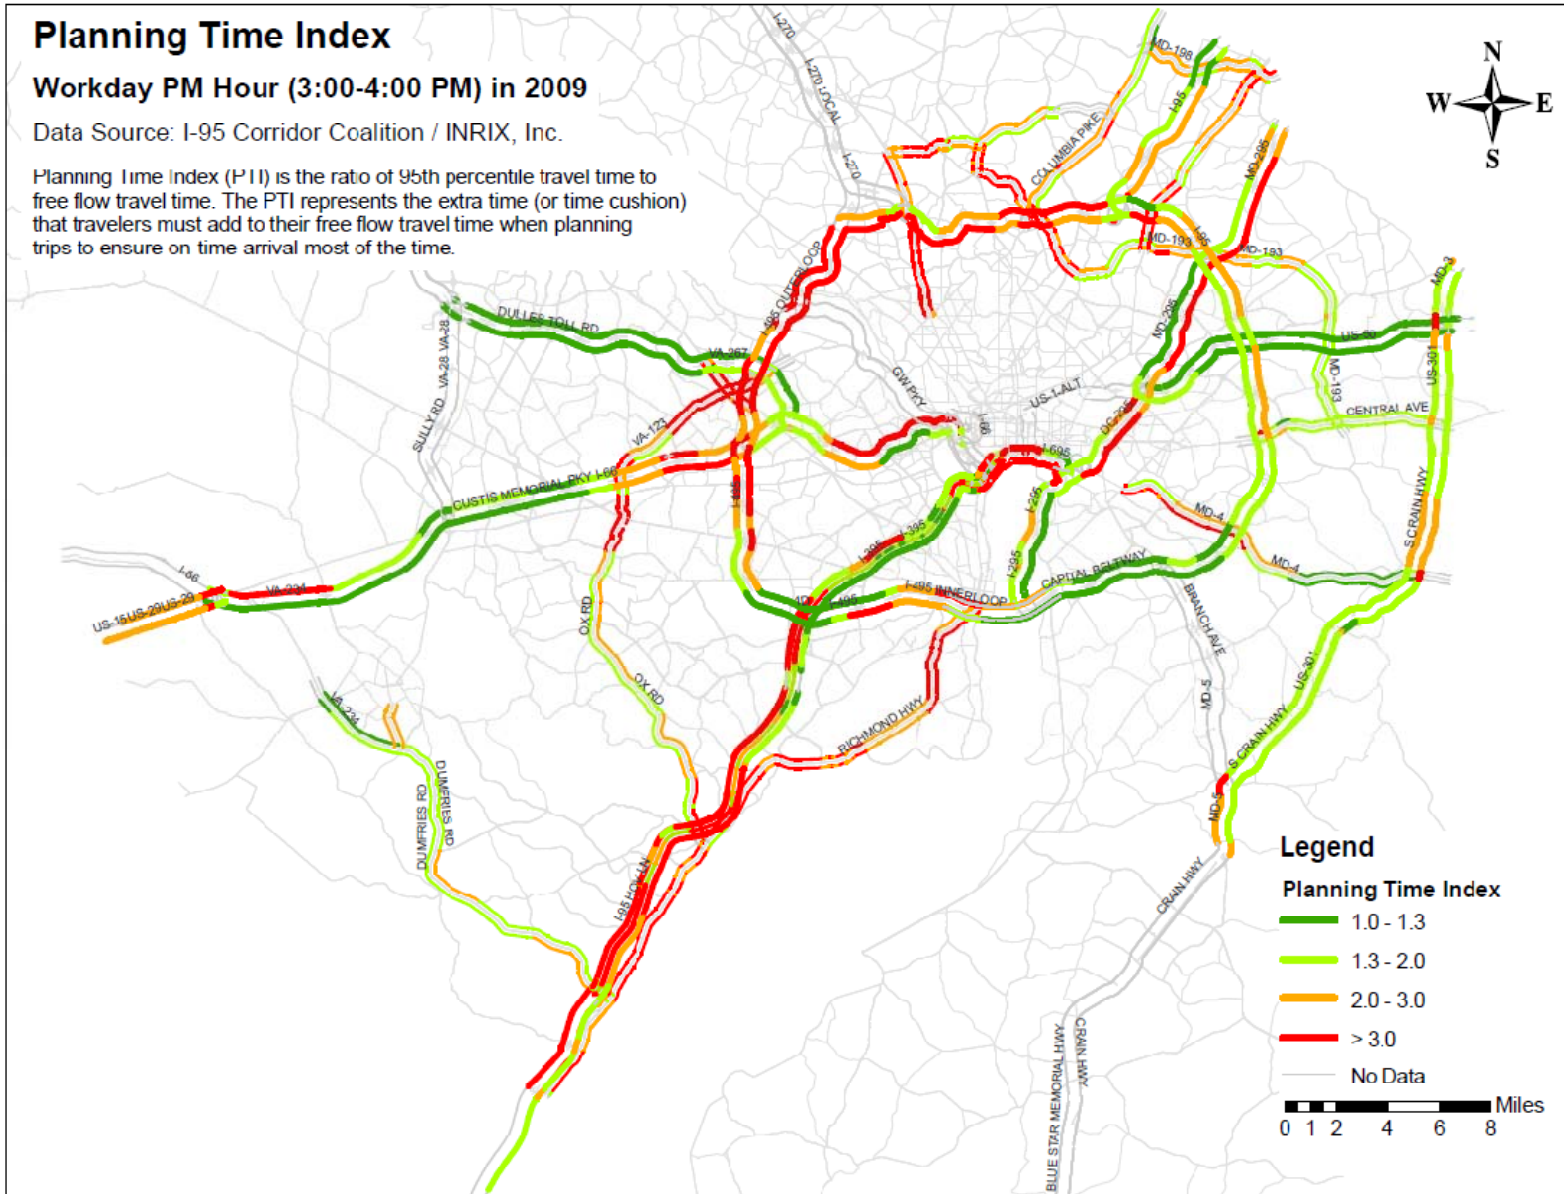 Planning Time Index
Workday PM Hour (3:00-4:00 PM) in 2009
Data Source: I-95 Corridor Coalition / INRIX, Inc.
Planning Time Index (PTI) is the ratio of 95th percentile travel time to
free flow travel time. The PTI represents the extra time (or time cushion)
that travelers must add to their free flow travel time when planning
trips to ensure on time arrival most of the time.
N
W
E
S
I-270
I-270 LOCAL
I-270
MD-198
I-95
COLUMBIA PIKE
MD-295
I-495 OUTERLOOP
MD-193
I-95
MD-193
MD-3
DULLES TOLL RD
VA-28
VA-28
VA-267
MD-295
US-50
US-301
GW PKY
US-1-ALT
MD-193
CENTRAL AVE
SULLY RD
VA-123
I-66
DC-295
I-695
CUSTIS MEMORIAL PKY I-66
I-495
I-295
MD-4
S CRAIN HWY
I-395
I-395
I-66
VA-234
US-15
US-29
US-29
I-295
CAPITAL BELTWAY
MD-4
I-495
I-495 INNERLOOP
OX RD
BRANCH AVE
OX RD
MD-5
US-301
VA-234
RICHMOND HWY
S CRAIN HWY
DUMFRIES RD
DUMFRIES RD
MD-5
I-95 HOV LN
CRAIN HWY
BLUE STAR MEMORIAL HWY
CRAIN HWY
Legend
Planning Time Index
1.0 - 1.3
1.3 - 2.0
2.0 - 3.0
> 3.0
No Data
Miles
0 1 2 4 6 8